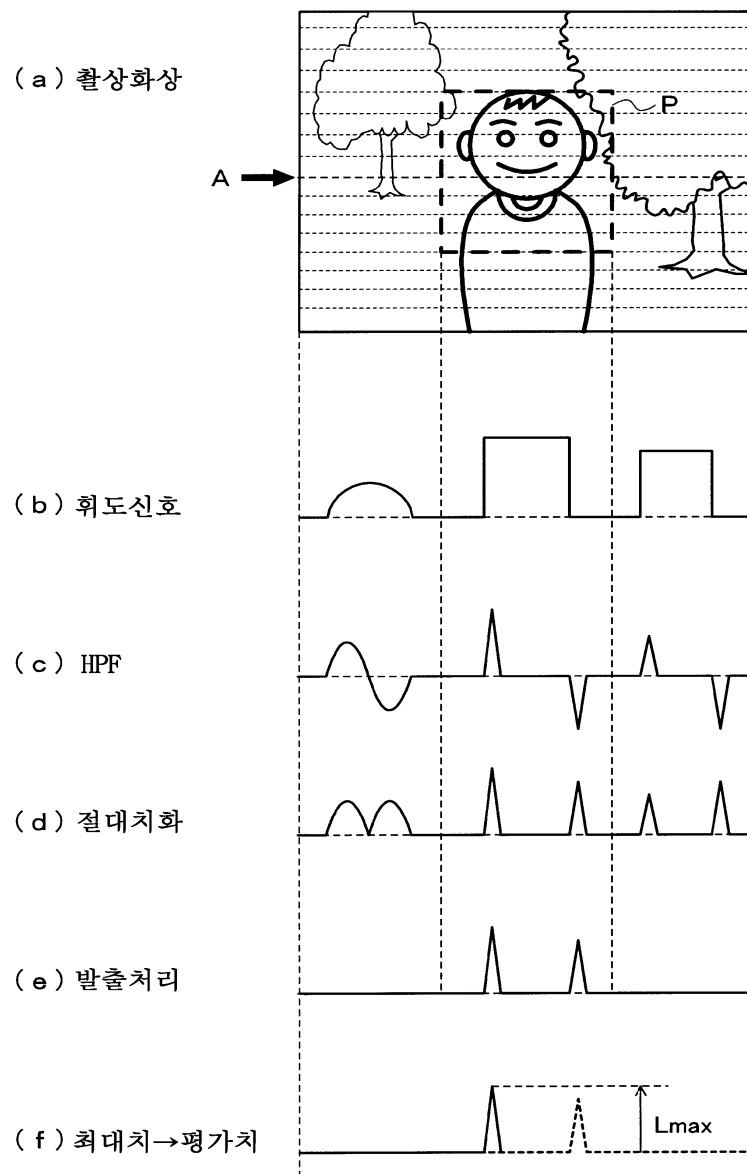 (a) 촬상화상
P
A
(b) 휘도신호
(c) HPF
(d) 절대치화
(e) 발출처리
(f) 최대치→평가치
Lmax